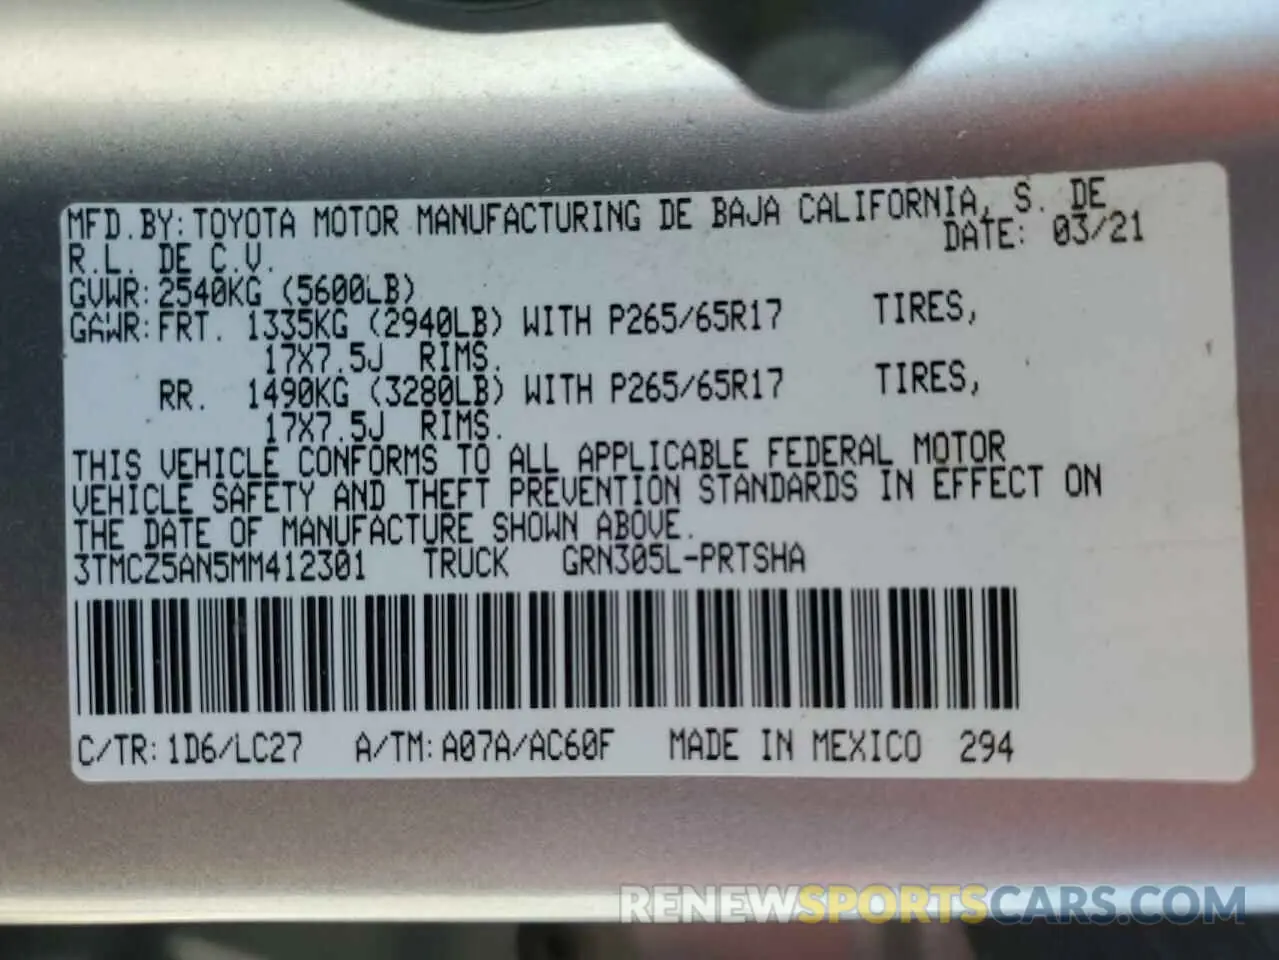 MFD.BY: TOYOTA MOTOR MANUFACTURING DE BAJA CALIFORNIA, S. DE
R.L. DE C.V. DATE: 03/21
GVWR: 2540KG (5600LB)
GAWR: FRT. 1335KG (2940LB) WITH P265/65R17 TIRES,
17X7.5J RIMS.
RR. 1490KG (3280LB) WITH P265/65R17 TIRES,
17X7.5J RIMS.
THIS VEHICLE CONFORMS TO ALL APPLICABLE FEDERAL MOTOR
VEHICLE SAFETY AND THEFT PREVENTION STANDARDS IN EFFECT ON
THE DATE OF MANUFACTURE SHOWN ABOVE.
3TMCZ5AN5MM412301 TRUCK GRN305L-PRTSHA
C/TR: 1D6/LC27 A/TM: A07A/AC60F MADE IN MEXICO 294
RENEWSPORTSCARS.COM